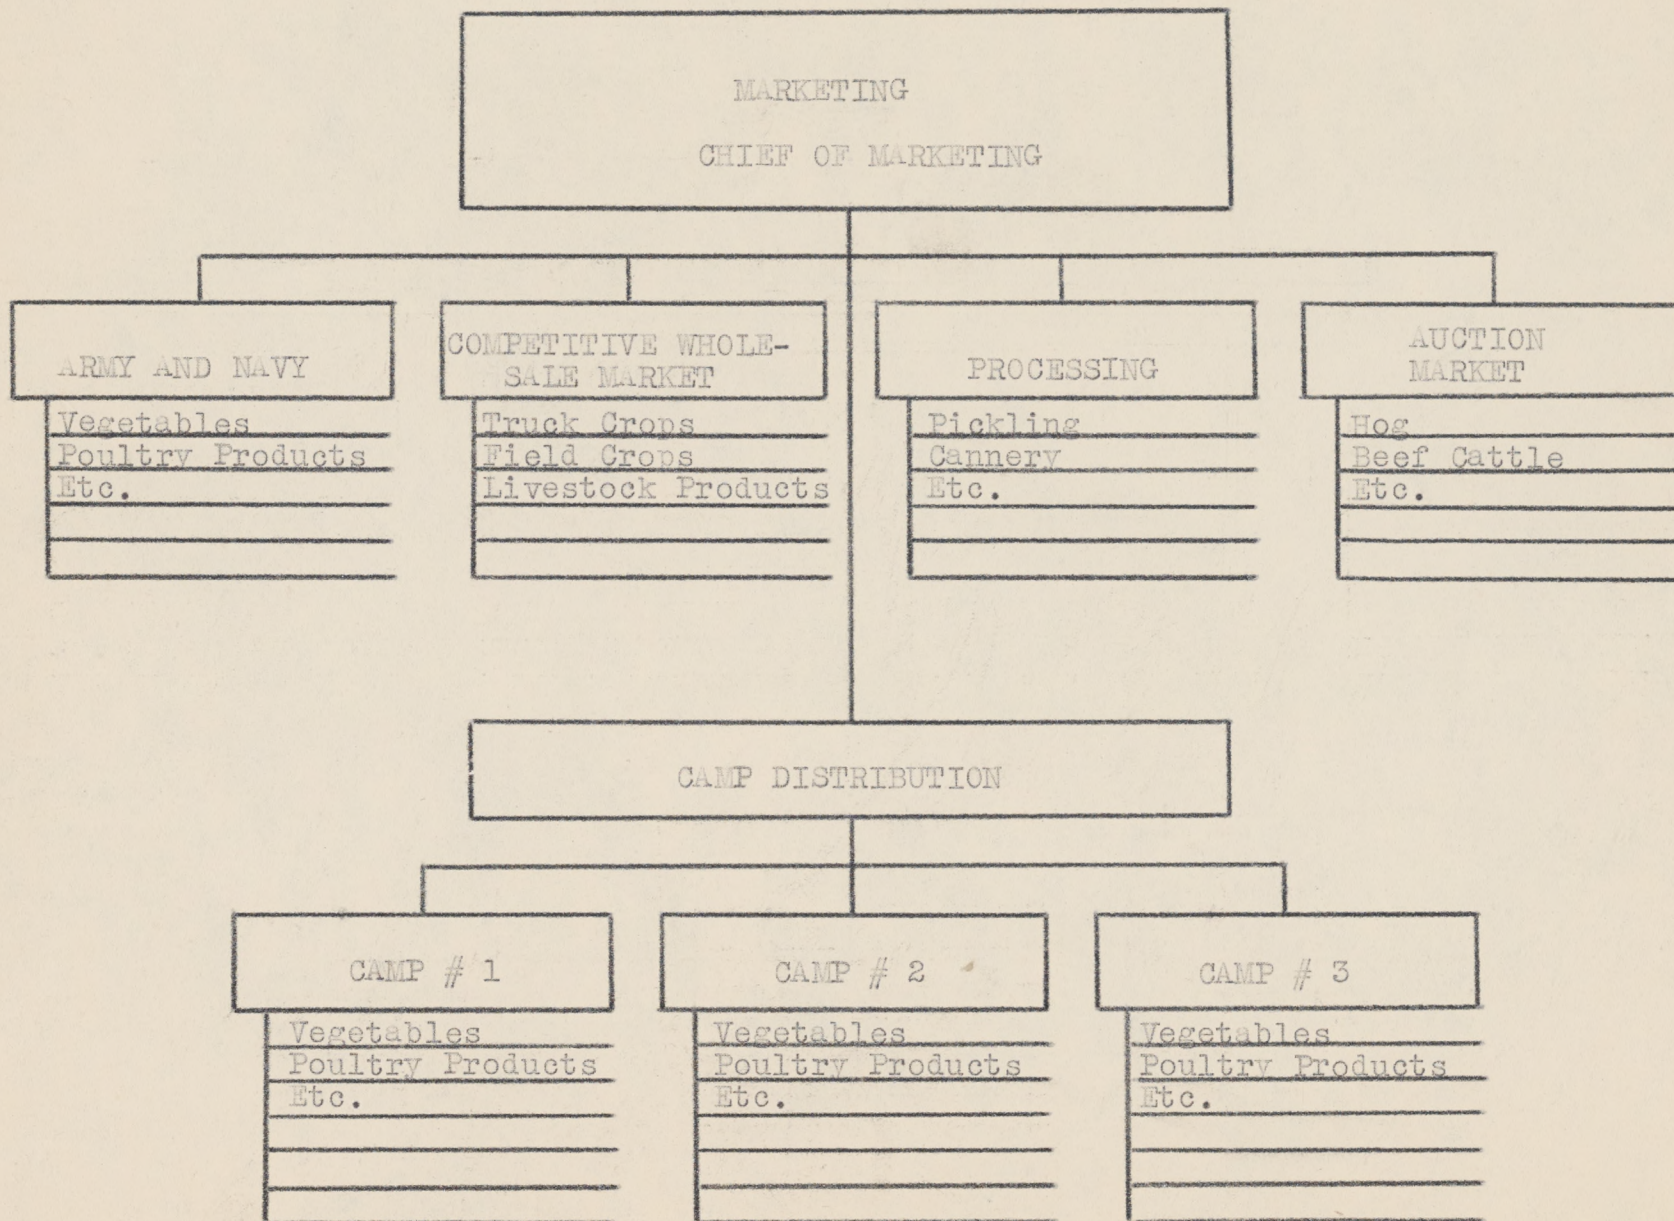 MARKETING
CHIEF OF MARKETING
ARMY AND NAVY
Vegetables
Poultry Products
Etc.
COMPETITIVE WHOLE-
SALE MARKET
Truck Crops
Field Crops
Livestock Products
PROCESSING
Pickling
Cannery
Etc.
AUCTION
MARKET
Hog
Beef Cattle
Etc.
CAMP DISTRIBUTION
CAMP # 1
Vegetables
Poultry Products
Etc.
CAMP # 2
Vegetables
Poultry Products
Etc.
CAMP # 3
Vegetables
Poultry Products
Etc.